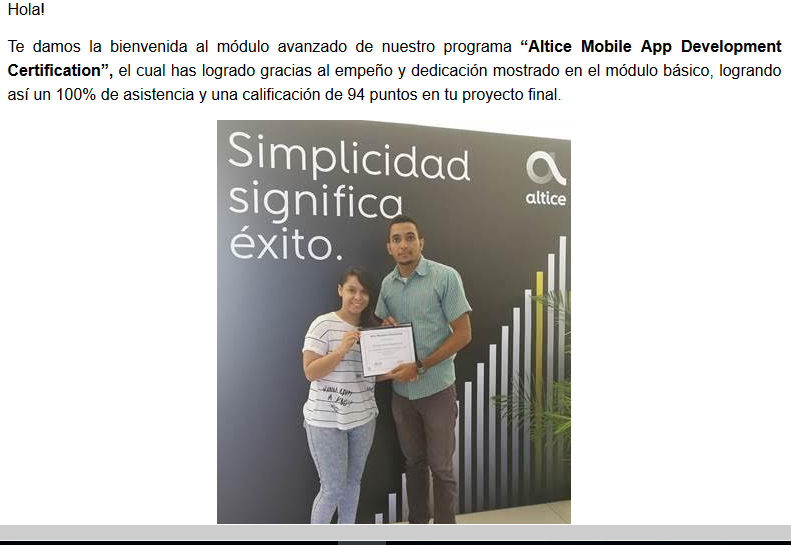 Hola!
Te damos la bienvenida al módulo avanzado de nuestro programa “Altice Mobile App Development
Certification”, el cual has logrado gracias al empeño y dedicación mostrado en el módulo básico, logrando
así un 100% de asistencia y una calificación de 94 puntos en tu proyecto final.
Simplicidad
significa
éxito.
altice